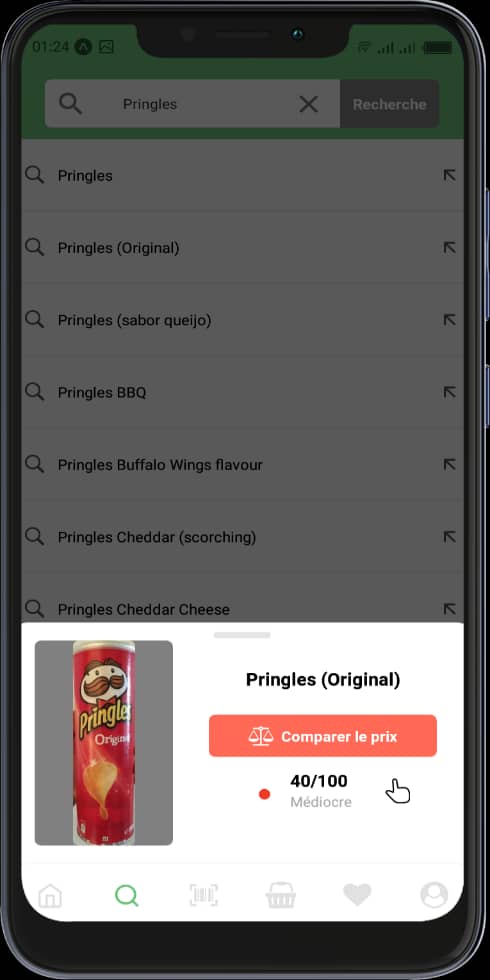 01:24
Pringles
Recherche
Pringles
Pringles (Original)
Pringles (sabor queijo)
Pringles BBQ
Pringles Buffalo Wings flavour
Pringles Cheddar (scorching)
Pringles Cheddar Cheese
Pringles (Original)
Pringles
Original
Comparer le prix
40/100
Médiocre